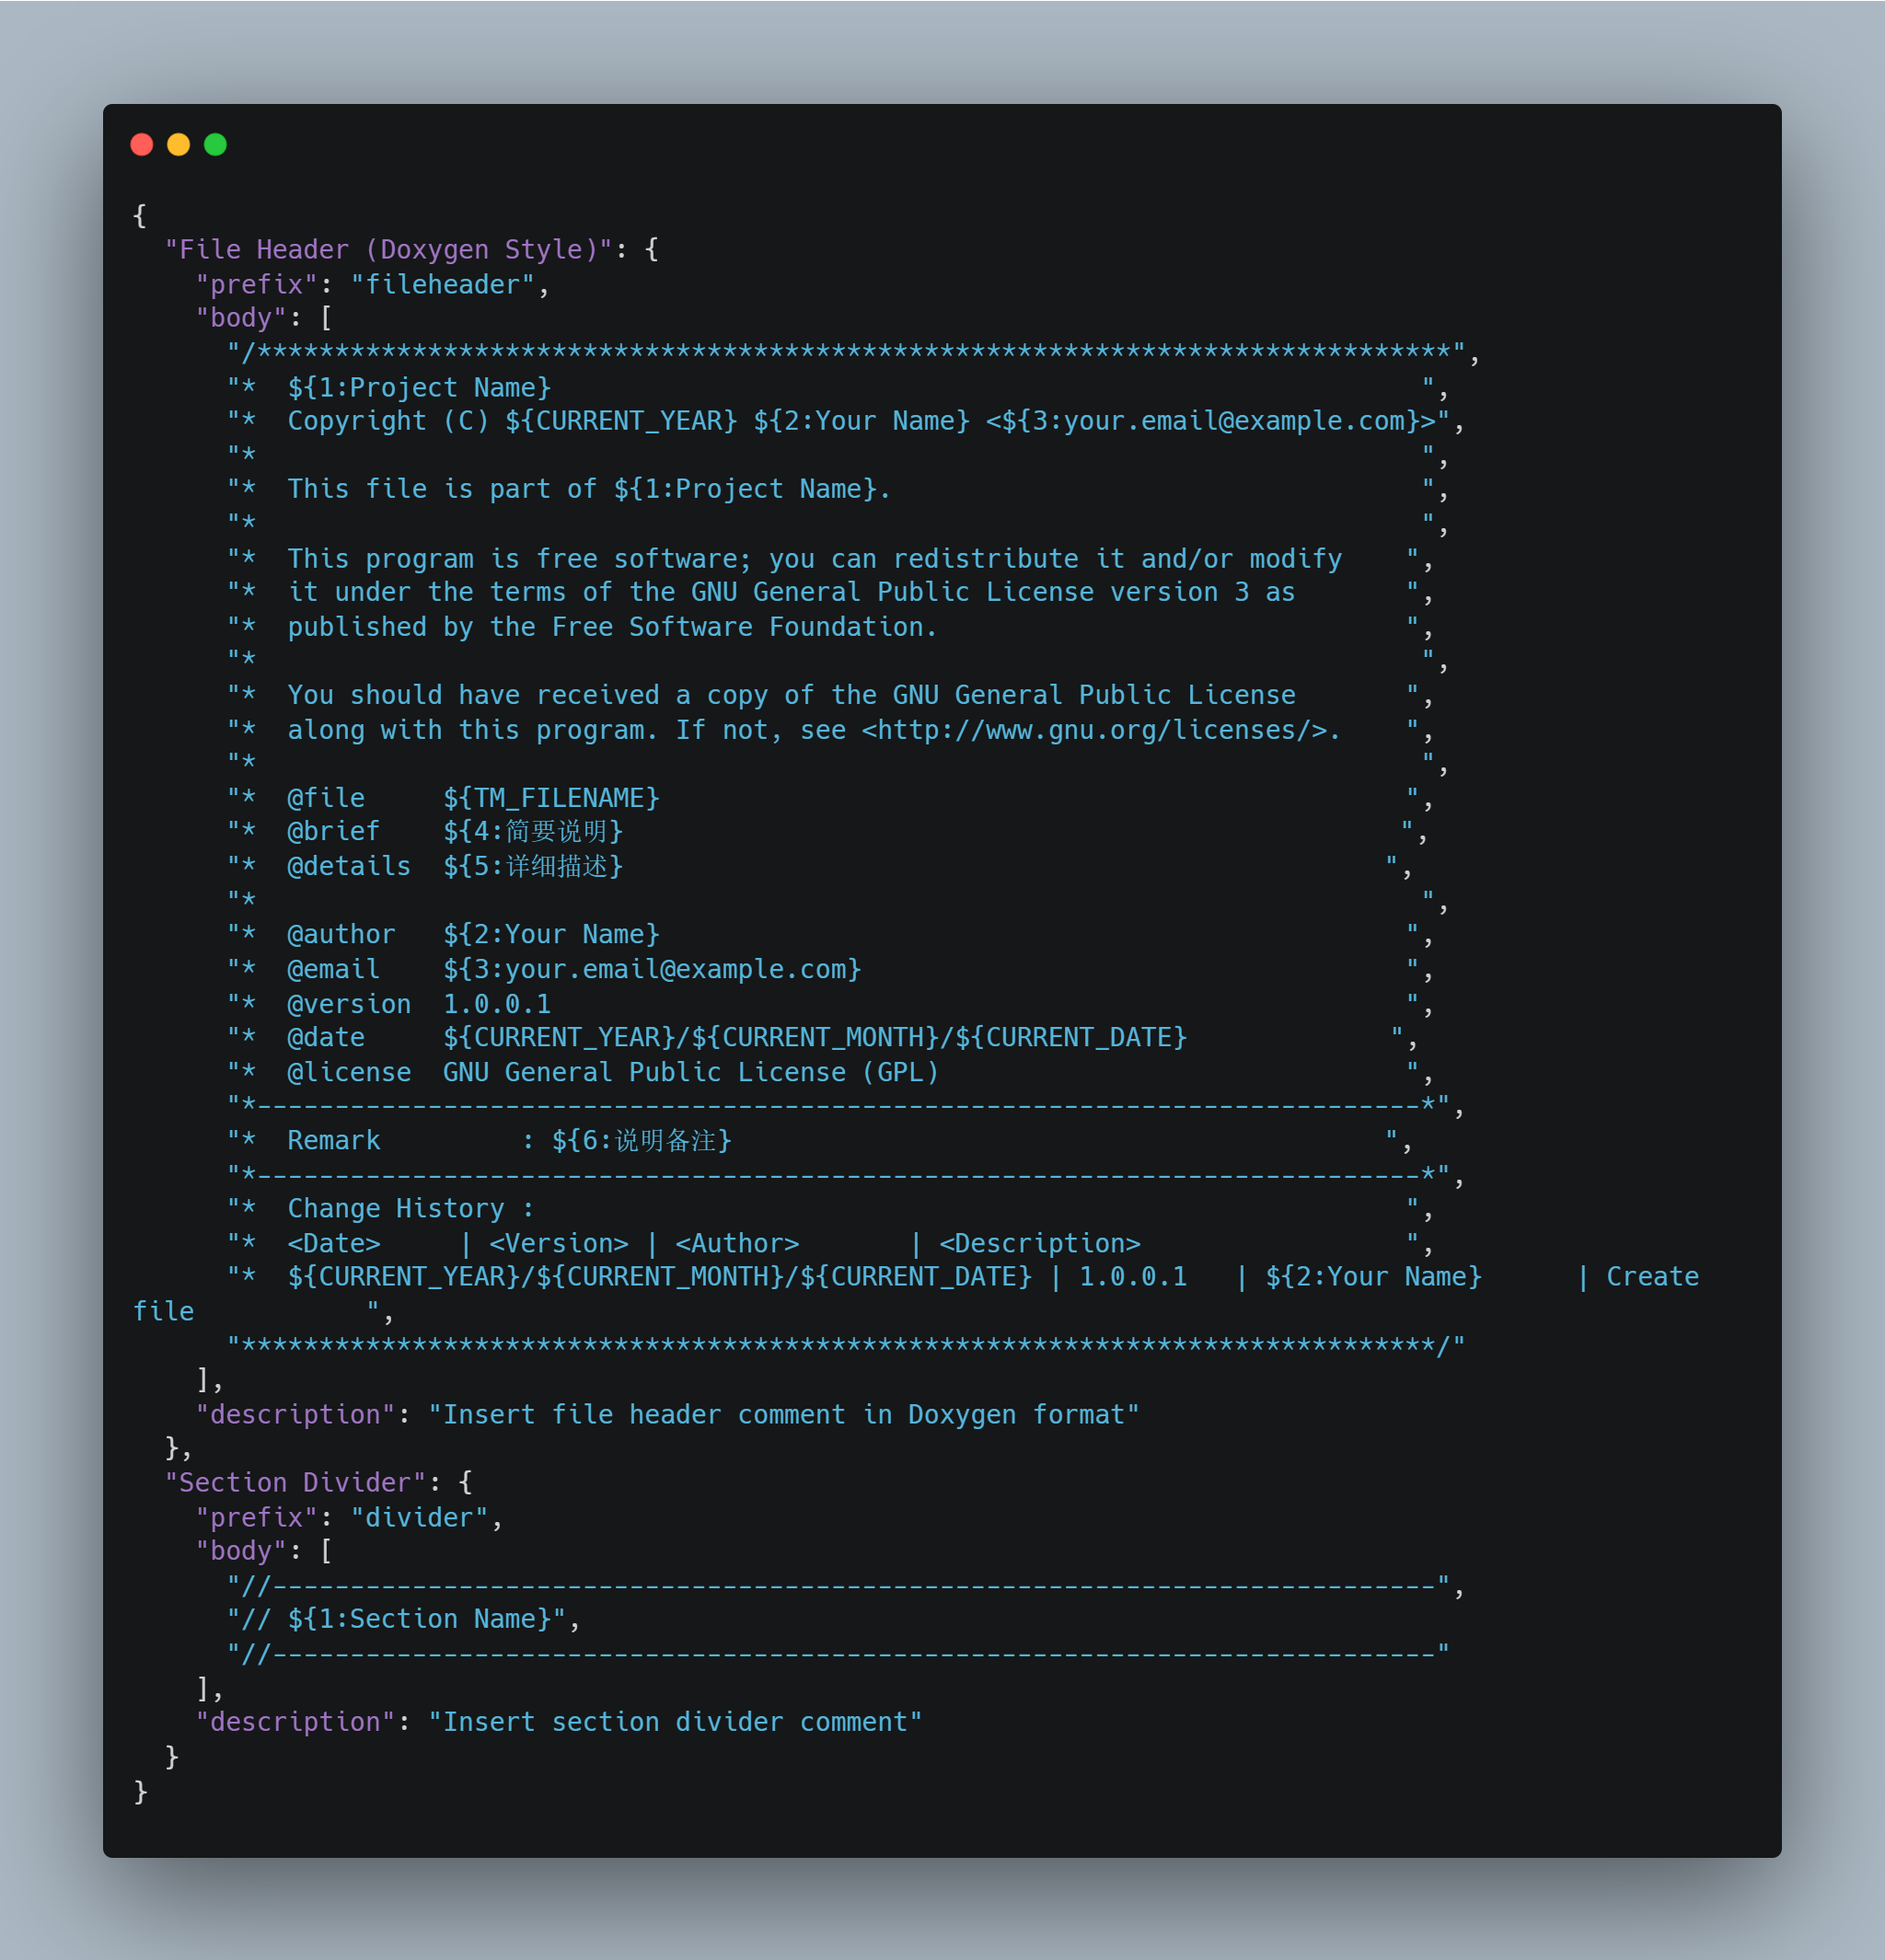 {
  "File Header (Doxygen Style)": {
    "prefix": "fileheader",
    "body": [
      "/*****************************************************************************",
      "*  ${1:Project Name}                                                        ",
      "*  Copyright (C) ${CURRENT_YEAR} ${2:Your Name} <${3:your.email@example.com}>",
      "*                                                                           ",
      "*  This file is part of ${1:Project Name}.                                  ",
      "*                                                                           ",
      "*  This program is free software; you can redistribute it and/or modify    ",
      "*  it under the terms of the GNU General Public License version 3 as       ",
      "*  published by the Free Software Foundation.                              ",
      "*                                                                           ",
      "*  You should have received a copy of the GNU General Public License       ",
      "*  along with this program. If not, see <http://www.gnu.org/licenses/>.    ",
      "*                                                                           ",
      "*  @file     ${TM_FILENAME}                                                ",
      "*  @brief    ${4:简要说明}                                                  ",
      "*  @details  ${5:详细描述}                                                 ",
      "*                                                                           ",
      "*  @author   ${2:Your Name}                                                ",
      "*  @email    ${3:your.email@example.com}                                   ",
      "*  @version  1.0.0.1                                                       ",
      "*  @date     ${CURRENT_YEAR}/${CURRENT_MONTH}/${CURRENT_DATE}             ",
      "*  @license  GNU General Public License (GPL)                              ",
      "*---------------------------------------------------------------------------*",
      "*  Remark         : ${6:说明备注}                                          ",
      "*---------------------------------------------------------------------------*",
      "*  Change History :                                                        ",
      "*  <Date>     | <Version> | <Author>       | <Description>                 ",
      "*  ${CURRENT_YEAR}/${CURRENT_MONTH}/${CURRENT_DATE} | 1.0.0.1   | ${2:Your Name}      | Create
file           ",
      "*****************************************************************************/"
    ],
    "description": "Insert file header comment in Doxygen format"
  },
  "Section Divider": {
    "prefix": "divider",
    "body": [
      "//---------------------------------------------------------------------------",
      "// ${1:Section Name}",
      "//---------------------------------------------------------------------------"
    ],
    "description": "Insert section divider comment"
  }
}